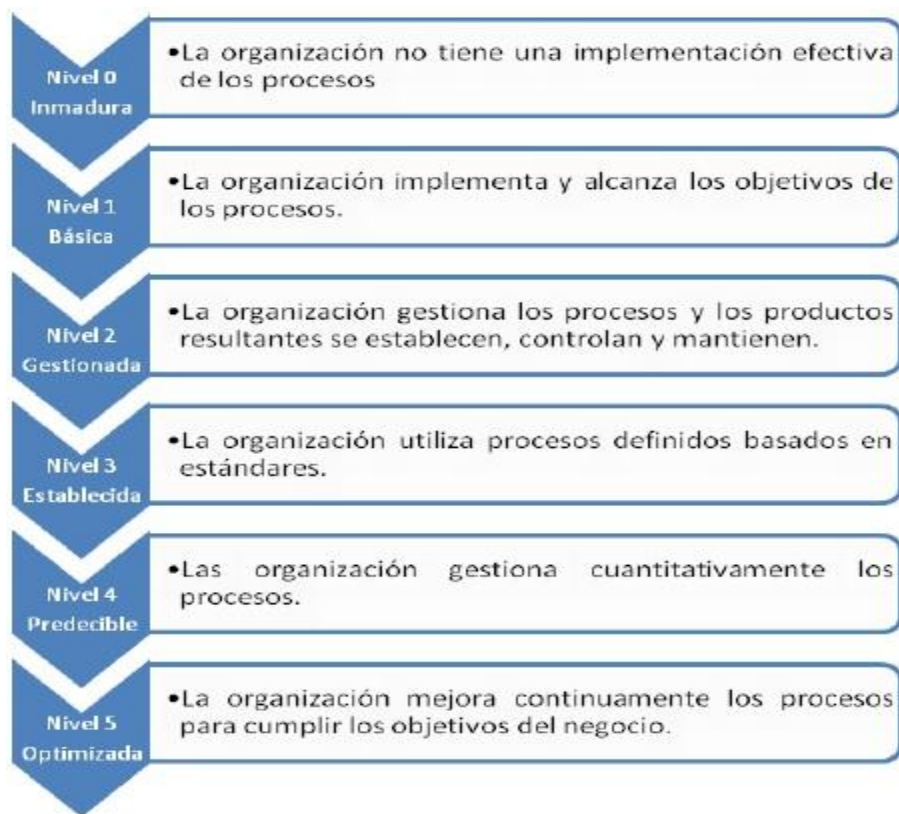 Nivel 0
Inmadura
•La organización no tiene una implementación efectiva
de los procesos
Nivel 1
Básica
•La organización implementa y alcanza los objetivos de
los procesos.
Nivel 2
Gestionada
•La organización gestiona los procesos y los productos
resultantes se establecen, controlan y mantienen.
Nivel 3
Establecida
•La organización utiliza procesos definidos basados en
estándares.
Nivel 4
Predecible
•Las organización gestiona cuantitativamente los
procesos.
Nivel 5
Optimizada
•La organización mejora continuamente los procesos
para cumplir los objetivos del negocio.